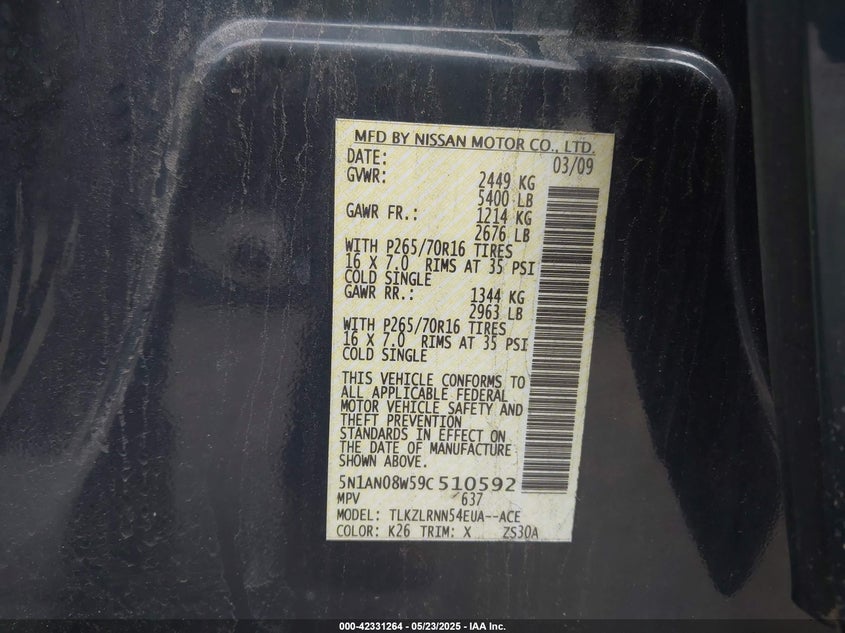 MFD BY NISSAN MOTOR CO., LTD.
DATE: 03/09
GVWR: 2449 KG
5400 LB
GAWR FR.: 1214 KG
2676 LB
WITH P265/70R16 TIRES
16 X 7.0 RIMS AT 35 PSI
COLD SINGLE
GAWR RR.: 1344 KG
2963 LB
WITH P265/70R16 TIRES
16 X 7.0 RIMS AT 35 PSI
COLD SINGLE
THIS VEHICLE CONFORMS TO
ALL APPLICABLE FEDERAL
MOTOR VEHICLE SAFETY AND
THEFT PREVENTION
STANDARDS IN EFFECT ON
THE DATE OF MANUFACTURE
SHOWN ABOVE.
5N1AN08W59C510592
MPV 637
MODEL: TLKZLRNN54EUA--ACE
COLOR: K26 TRIM: X ZS30A
000-42331264 - 05/23/2025 - IAA Inc.